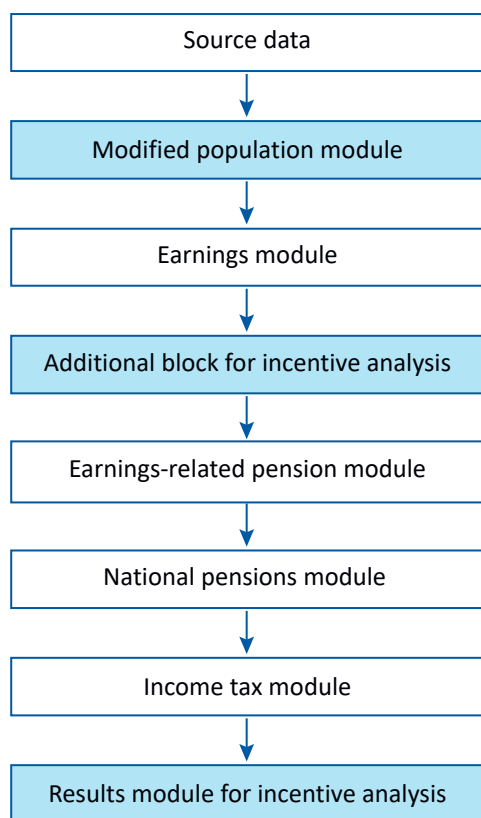 Source data
Modified population module
Earnings module
Additional block for incentive analysis
Earnings-related pension module
National pensions module
Income tax module
Results module for incentive analysis